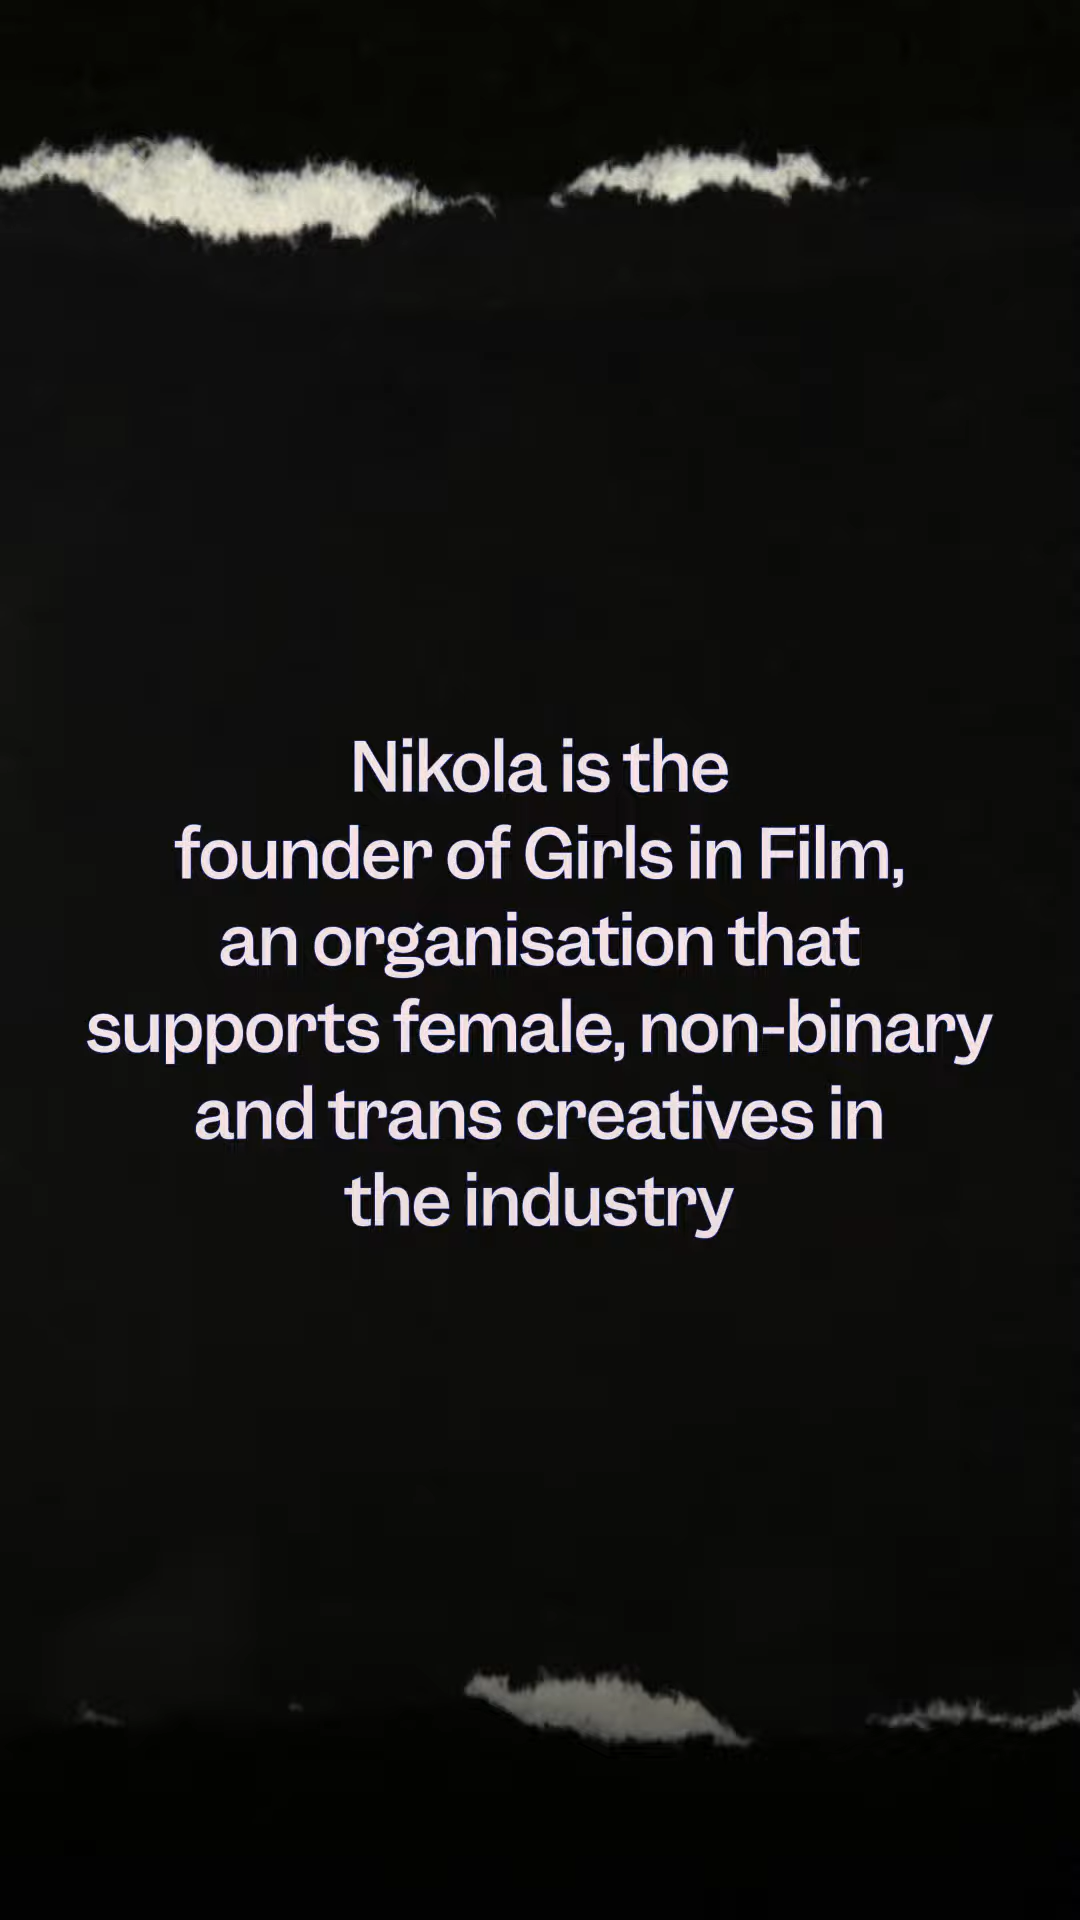 Nikola is the
founder of Girls in Film,
an organisation that
supports female, non-binary
and trans creatives in
the industry